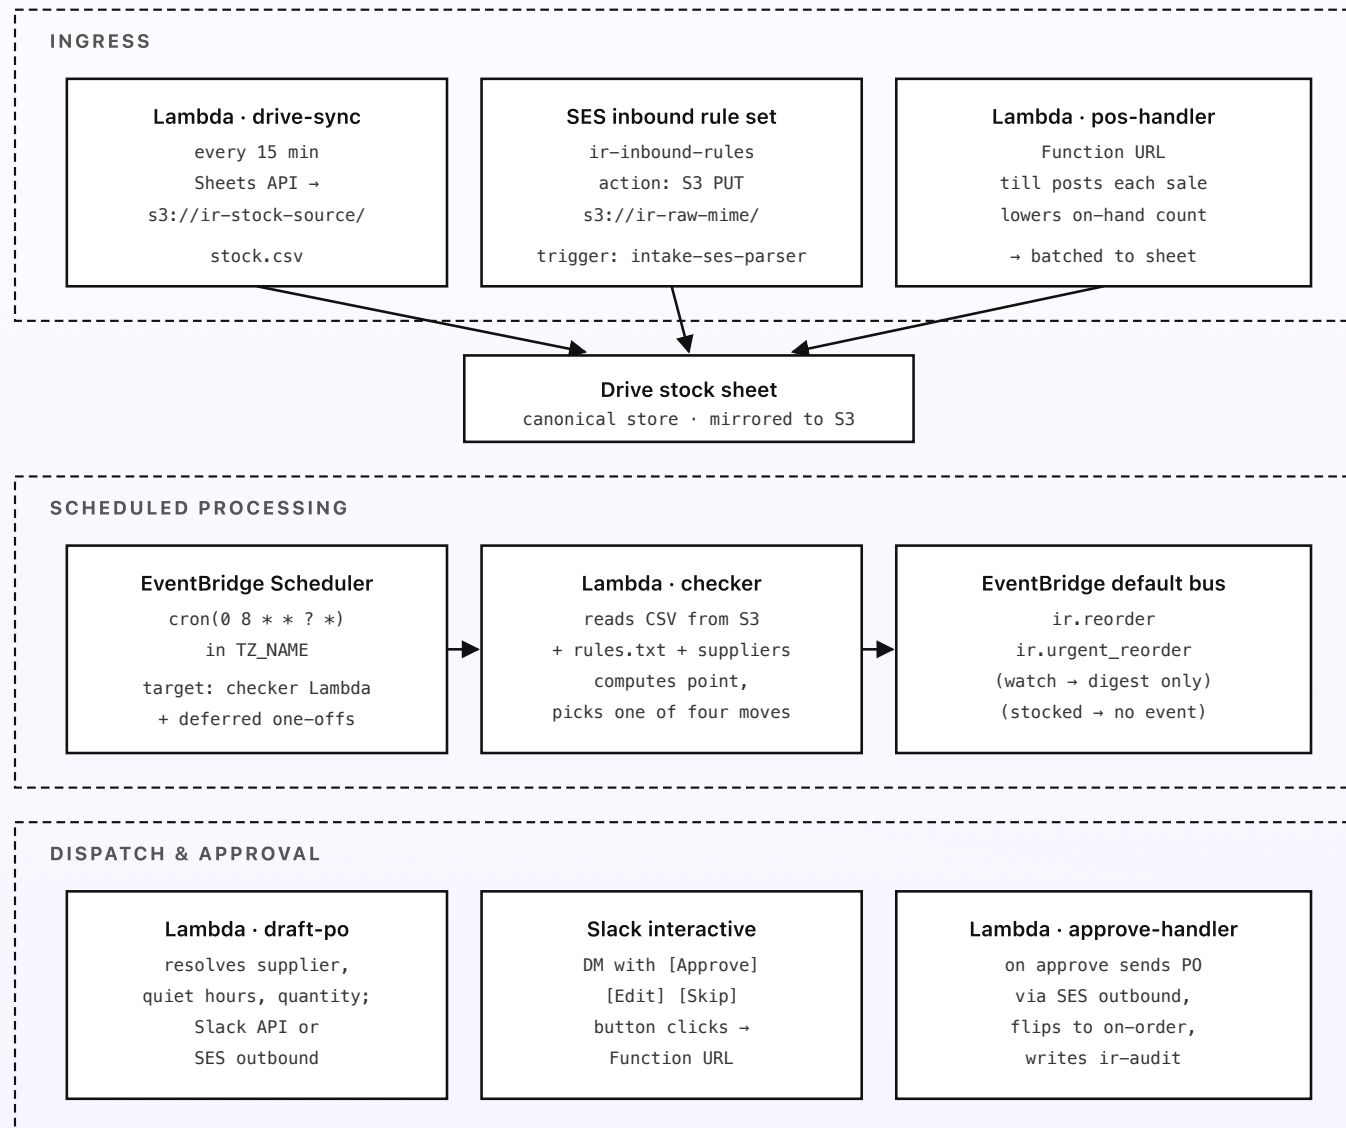 INGRESS
Lambda · drive-sync
every 15 min
Sheets API →
s3://ir-stock-source/
stock.csv
SES inbound rule set
ir-inbound-rules
action: S3 PUT
s3://ir-raw-mime/
trigger: intake-ses-parser
Lambda · pos-handler
Function URL
till posts each sale
lowers on-hand count
→ batched to sheet
Drive stock sheet
canonical store · mirrored to S3
SCHEDULED PROCESSING
EventBridge Scheduler
cron(0 8 * * ? *)
in TZ_NAME
target: checker Lambda
+ deferred one-offs
Lambda · checker
reads CSV from S3
+ rules.txt + suppliers
computes point,
picks one of four moves
EventBridge default bus
ir.reorder
ir.urgent_reorder
(watch → digest only)
(stocked → no event)
DISPATCH & APPROVAL
Lambda · draft-po
resolves supplier,
quiet hours, quantity;
Slack API or
SES outbound
Slack interactive
DM with [Approve]
[Edit] [Skip]
button clicks →
Function URL
Lambda · approve-handler
on approve sends PO
via SES outbound,
flips to on-order,
writes ir-audit